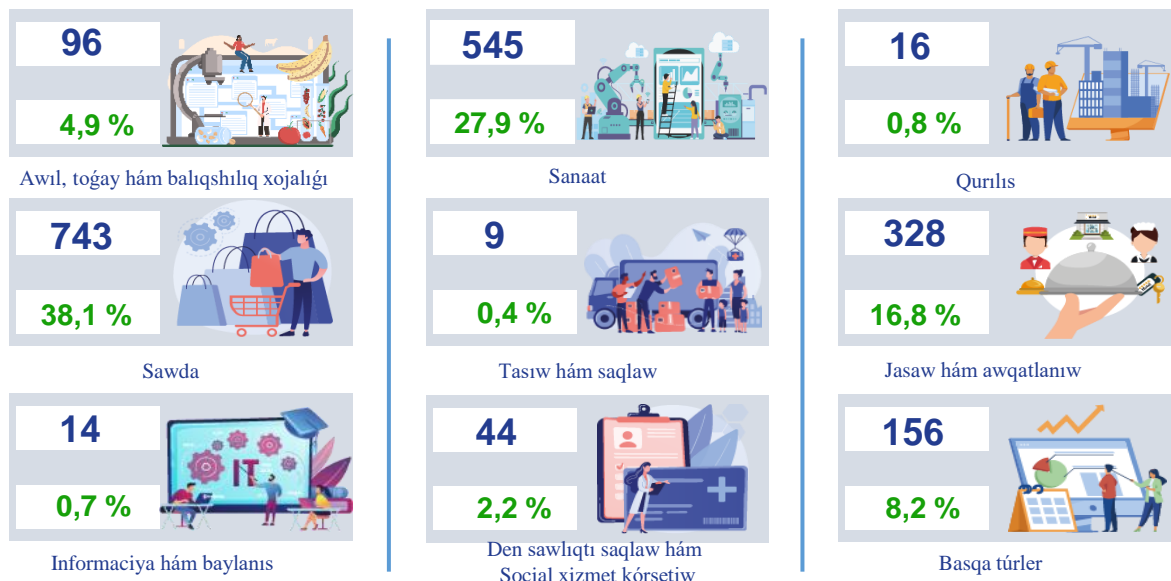 96
4,9 %
Awıl, toǵay hám balıqshılıq xojalıǵı
545
27,9 %
Sanaat
16
0,8 %
Qurılıs
743
38,1 %
Sawda
9
0,4 %
Tasıw hám saqlaw
328
16,8 %
Jasaw hám awqatlanıw
14
0,7 %
IT
Informaciya hám baylanıs
44
2,2 %
Den sawlıqtı saqlaw hám
Social xizmet kórsetiw
156
8,2 %
Basqa túrler